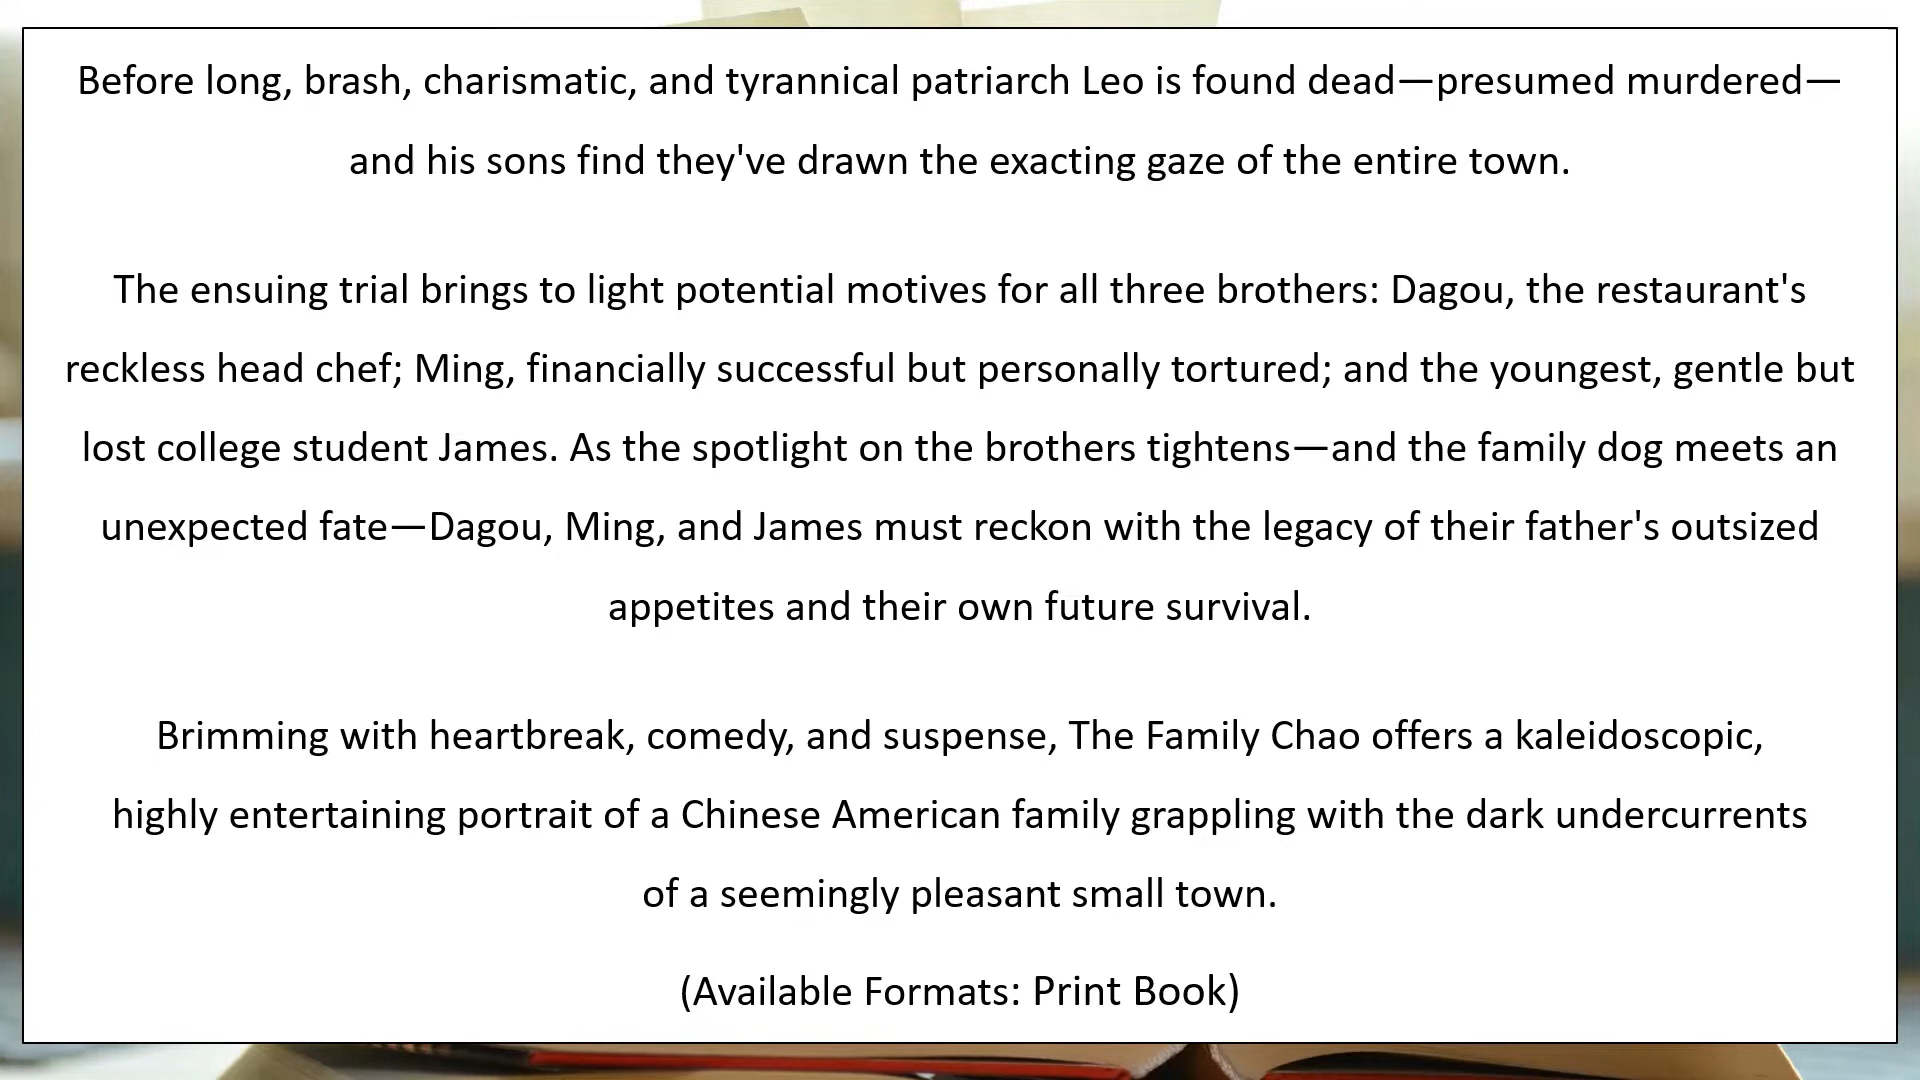 Before long, brash, charismatic, and tyrannical patriarch Leo is found dead—presumed murdered—
and his sons find they've drawn the exacting gaze of the entire town.
The ensuing trial brings to light potential motives for all three brothers: Dagou, the restaurant's
reckless head chef; Ming, financially successful but personally tortured; and the youngest, gentle but
lost college student James. As the spotlight on the brothers tightens—and the family dog meets an
unexpected fate—Dagou, Ming, and James must reckon with the legacy of their father's outsized
appetites and their own future survival.
Brimming with heartbreak, comedy, and suspense, The Family Chao offers a kaleidoscopic,
highly entertaining portrait of a Chinese American family grappling with the dark undercurrents
of a seemingly pleasant small town.
(Available Formats: Print Book)